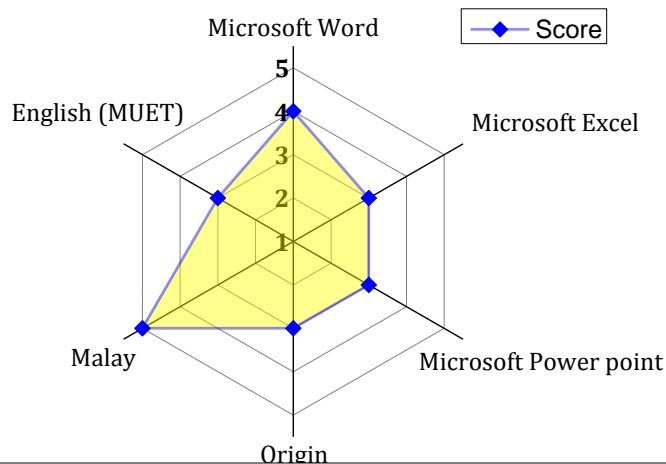 Microsoft Word
Score
5
English (MUET)
4
Microsoft Excel
3
2
1
Malay
Microsoft Power point
Origin